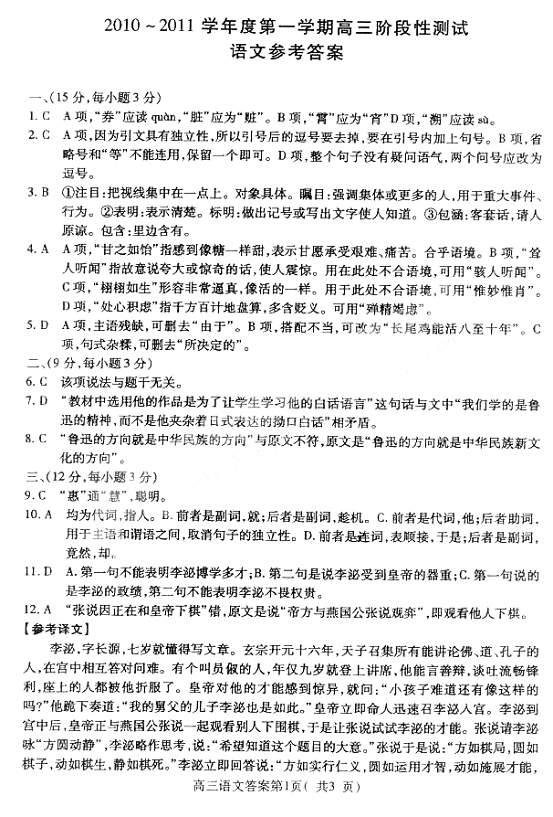 2010～2011 学年度第一学期高三阶段性测试
语文参考答案
一、(15 分,每小题 3 分)
1. C　A 项,“券”应读 quàn,“脏”应为“赃”。B 项,“霄”应为“宵”D 项,“溯”应读 sù。
2. C　A 项,因为引文具有独立性,所以引号后的逗号要去掉,要在引号内加上句号。B 项,省
略号和“等”不能连用,保留一个即可。D 项,整个句子没有疑问语气,两个问号应改为
逗号。
3. B　①注目:把视线集中在一点上。对象具体。瞩目:强调集体或更多的人,用于重大事件、
行为。②表明:表示清楚。标明:做出记号或写出文字使人知道。③包涵:客套话,请人
原谅。包含:里边含有。
4. A　A 项,“甘之如饴”指感到像糖一样甜,表示甘愿承受艰难、痛苦。合乎语境。B 项,“耸
人听闻”指故意说夸大或惊奇的话,使人震惊。用在此处不合语境,可用“骇人听闻”。
C 项,“栩栩如生”形容非常逼真,像活的一样。用于此处不合语境,可用“惟妙惟肖”。
D 项,“处心积虑”指千方百计地盘算,多含贬义。可用“殚精竭虑”。
5. D　A 项,主语残缺,可删去“由于”。B 项,搭配不当,可改为“长尾鸡能活八至十年”。C
项,句式杂糅,可删去“所决定的”。
二、(9 分,每小题 3 分)
6. C　该项说法与题干无关。
7. D　“教材中选用他的作品是为了让学生学习他的白话语言”这句话与文中“我们学的是鲁
迅的精神,而不是他夹杂着日式表达的拗口白话”相矛盾。
8. C　“鲁迅的方向就是中华民族的方向”与原文不符,原文是“鲁迅的方向就是中华民族新文
化的方向”。
三、(12 分,每小题 3 分)
9. C　“惠”通“慧”,聪明。
10. A　均为代词,指人。B. 前者是副词,就;后者是副词,趁机。C. 前者是代词,他;后者助词,
用于主语和谓语之间,取消句子的独立性。D. 前者是连词,表顺接,于是;后者是副词,
竟然,却。
11. D　A. 第一句不能表明李泌博学多才;B. 第二句是说李泌受到皇帝的器重;C. 第一句说的
是李泌的政绩,第二句不能表明李泌不畏权贵。
12. A　“张说因正在和皇帝下棋”错,原文是说“帝方与燕国公张说观弈”,即观看他人下棋。
【参考译文】
李泌,字长源,七岁就懂得写文章。玄宗开元十六年,天子召集所有能讲论佛、道、孔子的
人,在宫中相互答对问难。有个叫员俶的人,年仅九岁就登上讲席,他能言善辩,谈吐流畅锋
利,座上的人都被他折服了。皇帝对他的才能感到惊异,就问:“小孩子难道还有像这样的
吗?”他跪下奏道:“我的舅父的儿子李泌也是如此。”皇帝立即命人迅速召李泌入宫。李泌到
宫中后,皇帝正与燕国公张说一起观看别人下围棋,于是让张说试试李泌的才能。张说请李泌
咏“方圆动静”,李泌略作思考,说:“希望知道这个题目的大意。”张说于是说:“方如棋局,圆如
棋子,动如棋生,静如棋死。”李泌立即回答说:“方如实行仁义,圆如运用才智,动如施展才能,
高三语文答案第1页( 共3 页)